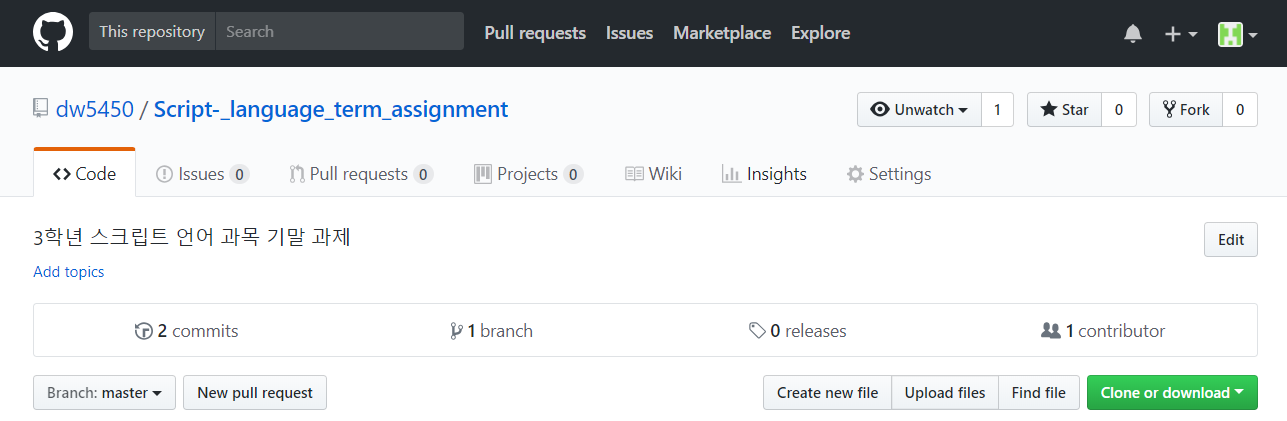 This repository Search Pull requests Issues Marketplace Explore
dw5450 / Script-_language_term_assignment Unwatch 1 Star 0 Fork 0
Code Issues 0 Pull requests 0 Projects 0 Wiki Insights Settings
3학년 스크립트 언어 과목 기말 과제 Edit
Add topics
2 commits 1 branch 0 releases 1 contributor
Branch: master New pull request Create new file Upload files Find file Clone or download